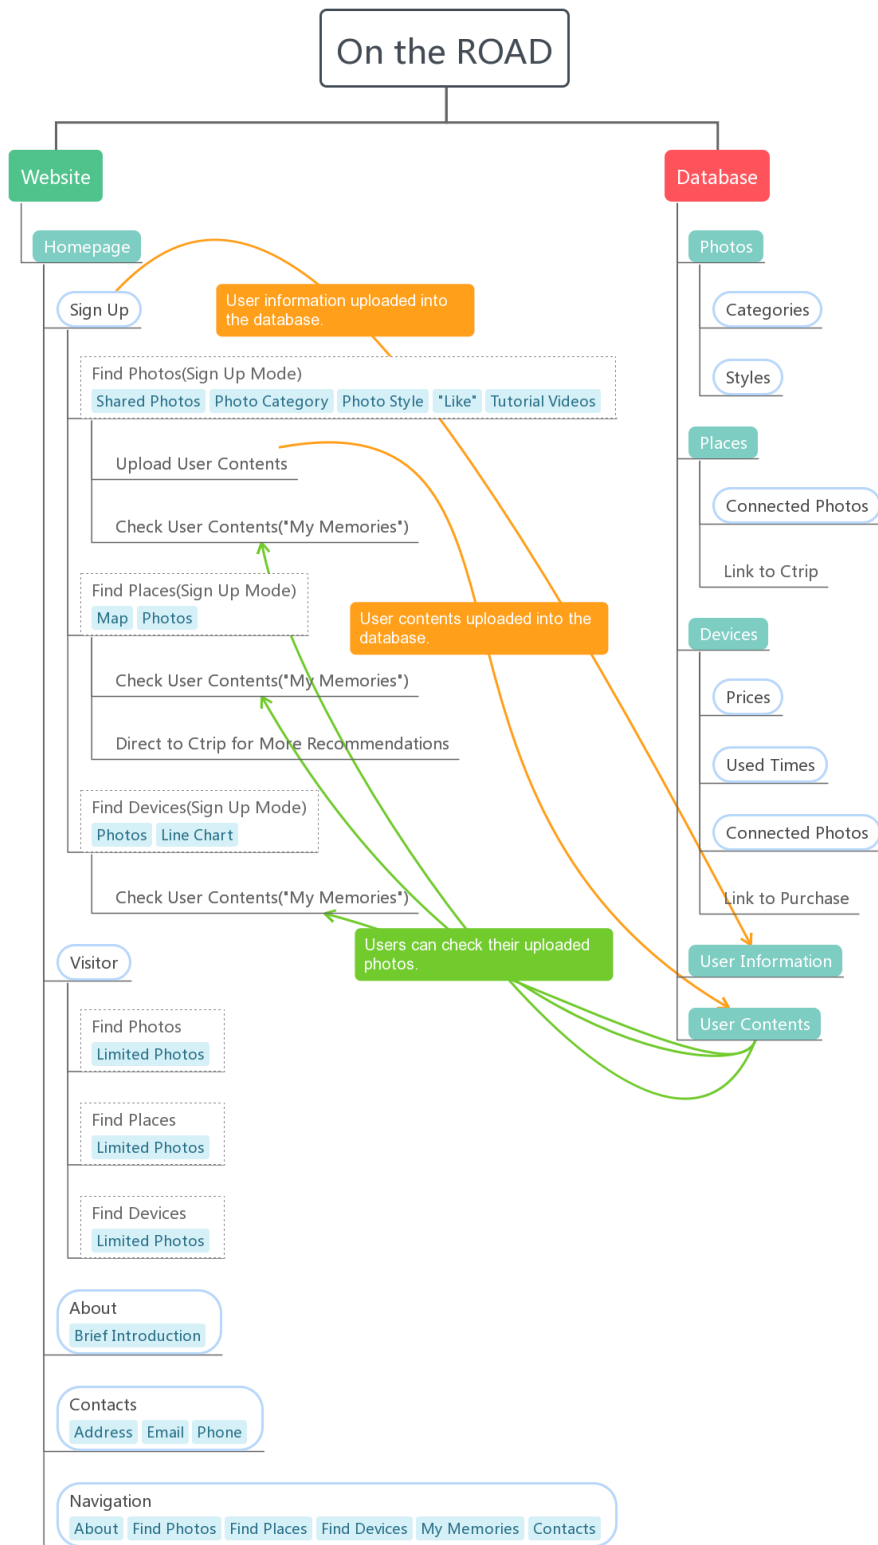 On the ROAD
Website
Homepage
Sign Up
User information uploaded into
the database.
Find Photos(Sign Up Mode)
Shared Photos Photo Category Photo Style "Like" Tutorial Videos
Upload User Contents
Check User Contents("My Memories")
Find Places(Sign Up Mode)
Map Photos
User contents uploaded into the
database.
Check User Contents("My Memories")
Direct to Ctrip for More Recommendations
Find Devices(Sign Up Mode)
Photos Line Chart
Check User Contents("My Memories")
Users can check their uploaded
photos.
Visitor
Find Photos
Limited Photos
Find Places
Limited Photos
Find Devices
Limited Photos
About
Brief Introduction
Contacts
Address Email Phone
Navigation
About Find Photos Find Places Find Devices My Memories Contacts
Database
Photos
Categories
Styles
Places
Connected Photos
Link to Ctrip
Devices
Prices
Used Times
Connected Photos
Link to Purchase
User Information
User Contents